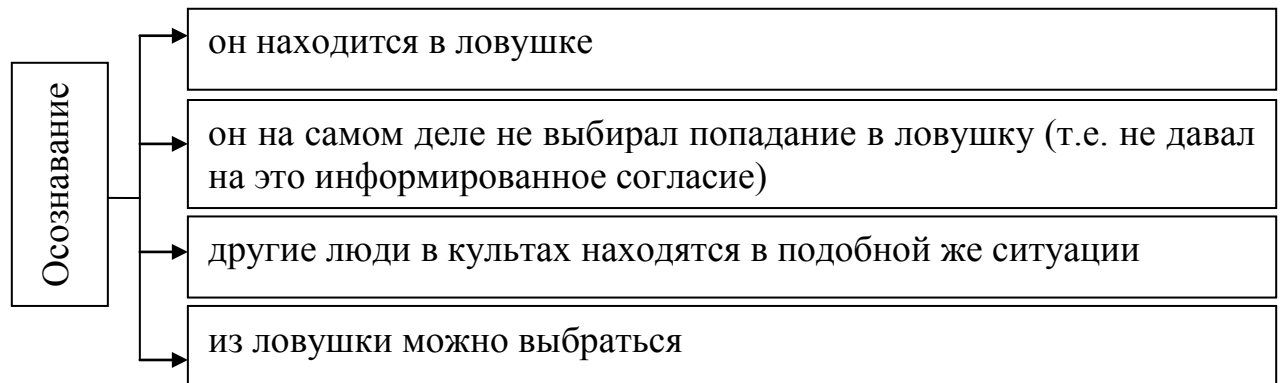 Осознавание
он находится в ловушке
он на самом деле не выбирал попадание в ловушку (т.е. не давал
на это информированное согласие)
другие люди в культах находятся в подобной же ситуации
из ловушки можно выбраться